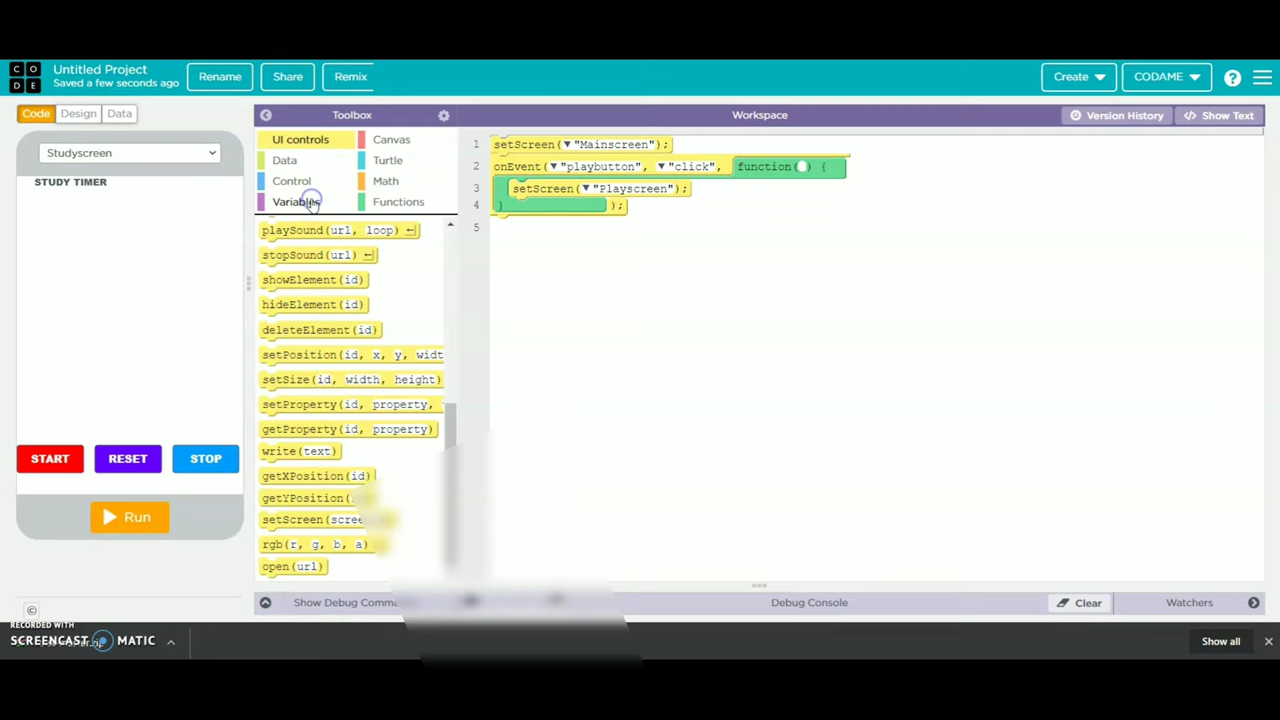 C O
D E
Untitled Project
Saved a few seconds ago
Rename
Share
Remix
Create
CODAME
?
Code
Design
Data
Toolbox
Workspace
Version History
</> Show Text
Studyscreen
STUDY TIMER
START
RESET
STOP
Run
UI controls
Canvas
Data
Turtle
Control
Math
Variables
Functions
playSound(url, loop)
stopSound(url)
showElement(id)
hideElement(id)
deleteElement(id)
setPosition(id, x, y, widt
setSize(id, width, height)
setProperty(id, property,
getProperty(id, property)
write(text)
getXPosition(id)
getYPosition(
setScreen(scree
rgb(r, g, b, a)
open(url)
1 setScreen("Mainscreen");
2 onEvent("playbutton", "click", function() {
3 setScreen("Playscreen");
4 } );
5
Show Debug Comm
Debug Console
Clear
Watchers
©
RECORDED WITH
SCREENCAST MATIC
Show all